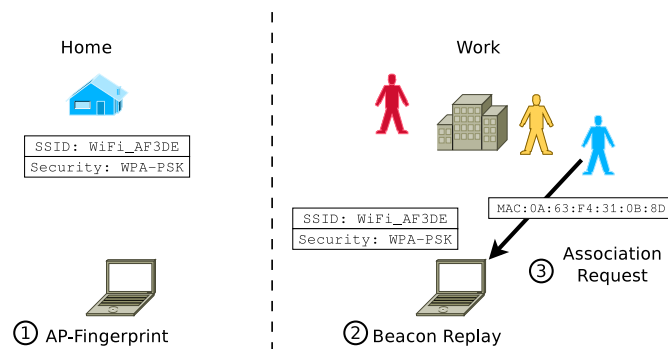 Home
Work
SSID: WiFi_AF3DE
Security: WPA-PSK
MAC:0A:63:F4:31:0B:8D
SSID: WiFi_AF3DE
Security: WPA-PSK
3 Association
Request
1 AP-Fingerprint
2 Beacon Replay